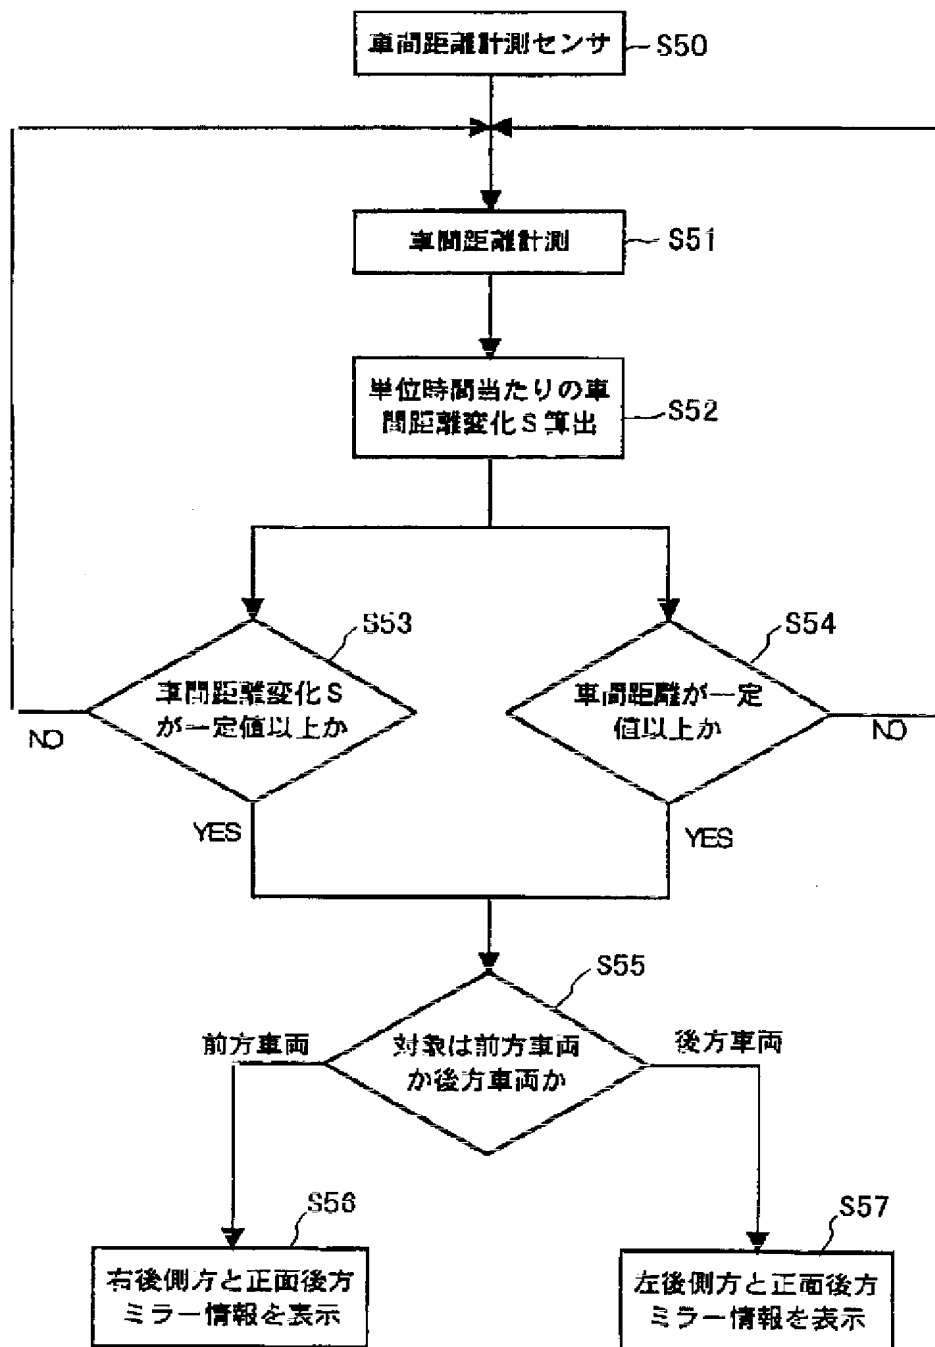 車間距離計測センサ
S50
車間距離計測
S51
単位時間当たりの車
間距離変化S算出
S52
S53
車間距離変化S
が一定値以上か
NO
YES
S54
車間距離が一定
値以上か
NO
YES
S55
対象は前方車両
か後方車両か
前方車両
後方車両
S56
右後側方と正面後方
ミラー情報を表示
S57
左後側方と正面後方
ミラー情報を表示